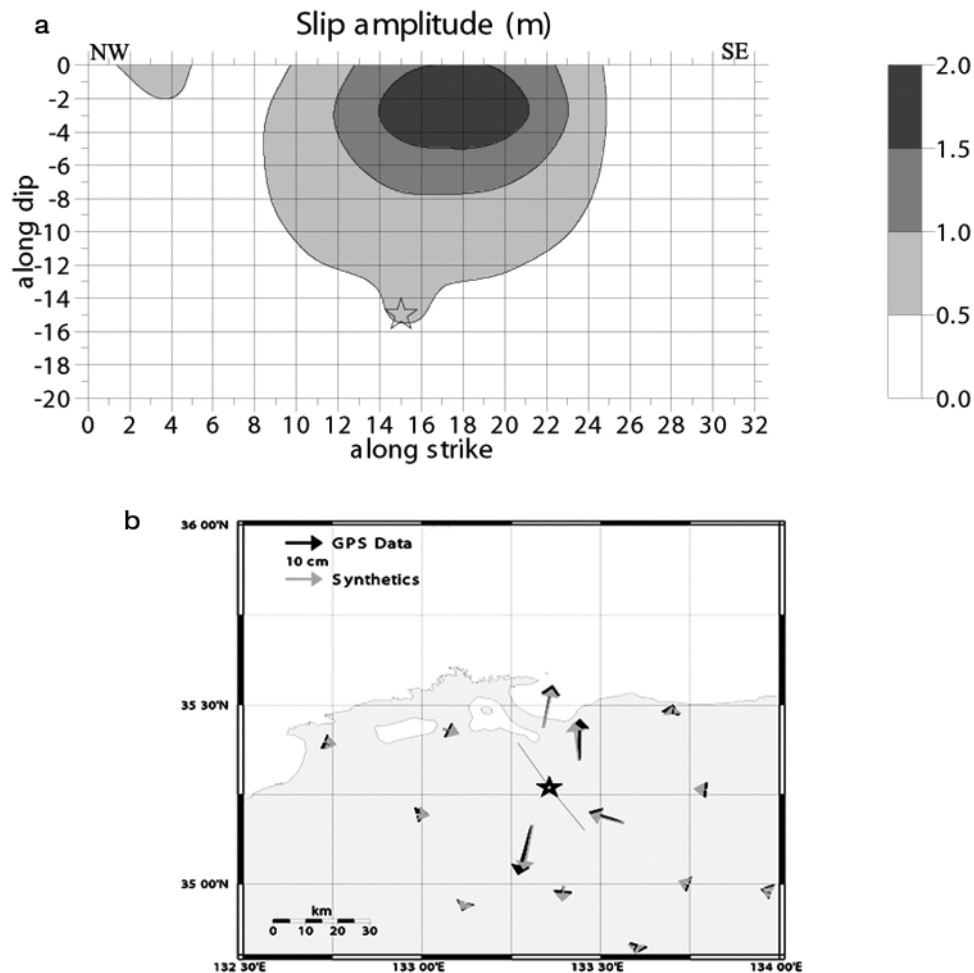 a
Slip amplitude (m)
NW SE
0
-2
-4
-6
-8
-10
-12
-14
-16
-18
-20
along dip
0 2 4 6 8 10 12 14 16 18 20 22 24 26 28 30 32
along strike
2.0
1.5
1.0
0.5
0.0
b
36 00'N
GPS Data
10 cm
Synthetics
35 30'N
35 00'N
km
0 10 20 30
132 30'E 133 00'E 133 30'E 134 00'E